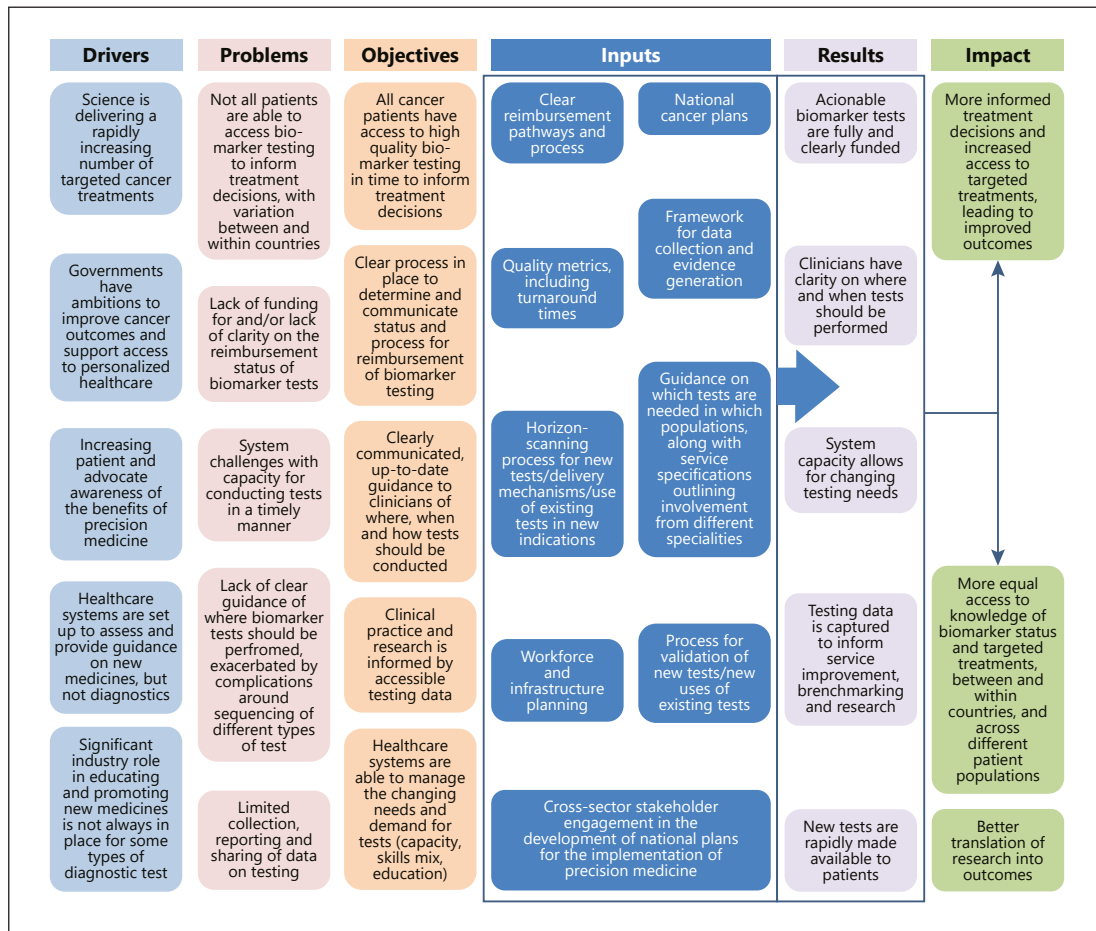 Drivers
Science is
delivering a
rapidly
increasing
number of
targeted cancer
treatments
Governments
have
ambitions to
improve cancer
outcomes and
support access
to personalized
healthcare
Increasing
patient and
advocate
awareness of
the benefits of
precision
medicine
Healthcare
systems are set
up to assess and
provide guidance
on new
medicines, but
not diagnostics
Significant
industry role
in educating
and promoting
new medicines
is not always in
place for some
types of
diagnostic test
Problems
Not all patients
are able to
access bio-
marker testing
to inform
treatment
decisions, with
variation
between and
within countries
Lack of funding
for and/or lack
of clarity on the
reimbursement
status of
biomarker tests
System
challenges with
capacity for
conducting tests
in a timely
manner
Lack of clear
guidance of
where biomarker
tests should be
perfromed,
exacerbated by
complications
around
sequencing of
different types
of test
Limited
collection,
reporting and
sharing of data
on testing
Objectives
All cancer
patients have
access to high
quality bio-
marker testing
in time to inform
treatment
decisions
Clear process in
place to
determine and
communicate
status and
process for
reimbursement
of biomarker
testing
Clearly
communicated,
up-to-date
guidance to
clinicians of
where, when
and how tests
should be
conducted
Clinical
practice and
research is
informed by
accessible
testing data
Healthcare
systems are
able to manage
the changing
needs and
demand for
tests (capacity,
skills mix,
education)
Inputs
Clear
reimbursement
pathways and
process
National
cancer plans
Quality metrics,
including
turnaround
times
Framework
for data
collection and
evidence
generation
Horizon-
scanning
process for new
tests/delivery
mechanisms/use
of existing
tests in new
indications
Guidance on
which tests are
needed in which
populations,
along with
service
specifications
outlining
involvement
from different
specialities
Workforce
and
infrastructure
planning
Process for
validation of
new tests/new
uses of
existing tests
Cross-sector stakeholder
engagement in the
development of national plans
for the implementation of
precision medicine
Results
Actionable
biomarker tests
are fully and
clearly funded
Clinicians have
clarity on where
and when tests
should be
performed
System
capacity allows
for changing
testing needs
Testing data
is captured
to inform
service
improvement,
brenchmarking
and research
New tests are
rapidly made
available to
patients
Impact
More informed
treatment
decisions and
increased
access to
targeted
treatments,
leading to
improved
outcomes
More equal
access to
knowledge of
biomarker status
and targeted
treatments,
between and
within
countries, and
across
different
patient
populations
Better
translation of
research into
outcomes